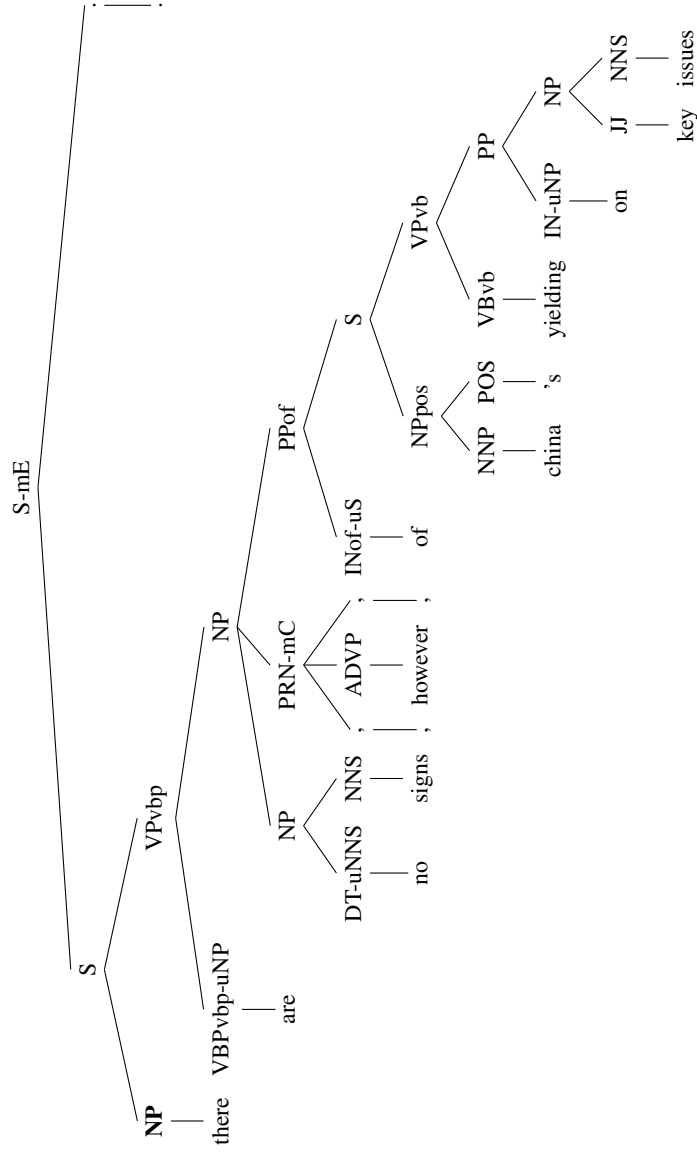 S-mE
S .
NP VPvbp .
there VBPvbp-uNP NP
are NP PRN-mC PPof
DT-uNNS NNS , ADVP , INof-uS S
no signs , however , of NPpos VPvb
NNP POS VBvb PP
china 's yielding IN-uNP NP
on JJ NNS
key issues